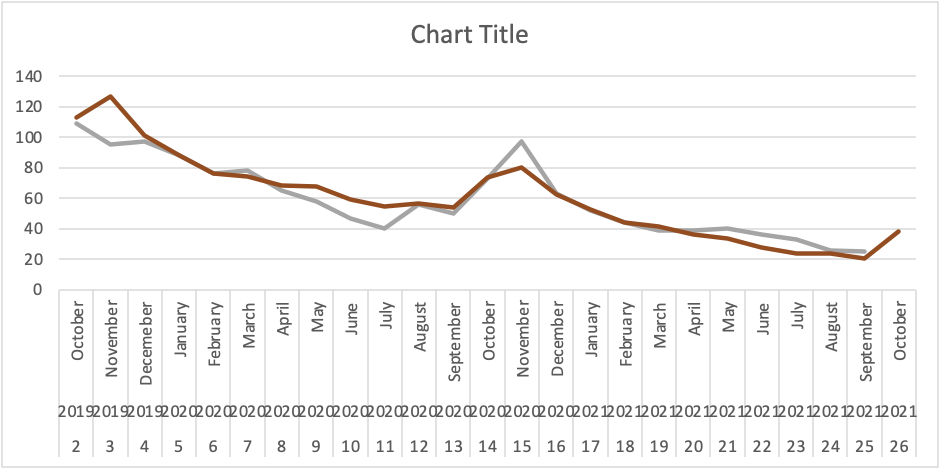 Chart Title
140
120
100
80
60
40
20
0
October November Decemeber January February March April May June July August September October November December January February March April May June July August September October
2019 2019 2019 2020 2020 2020 2020 2020 2020 2020 2020 2020 2020 2020 2020 2021 2021 2021 2021 2021 2021 2021 2021 2021 2021
2 3 4 5 6 7 8 9 10 11 12 13 14 15 16 17 18 19 20 21 22 23 24 25 26